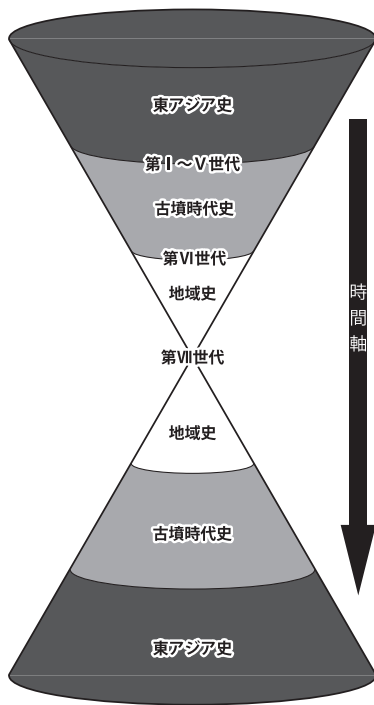 東アジア史
第Ⅰ～Ⅴ世代
古墳時代史
第Ⅵ世代
地域史
第Ⅶ世代
地域史
古墳時代史
東アジア史
時間軸